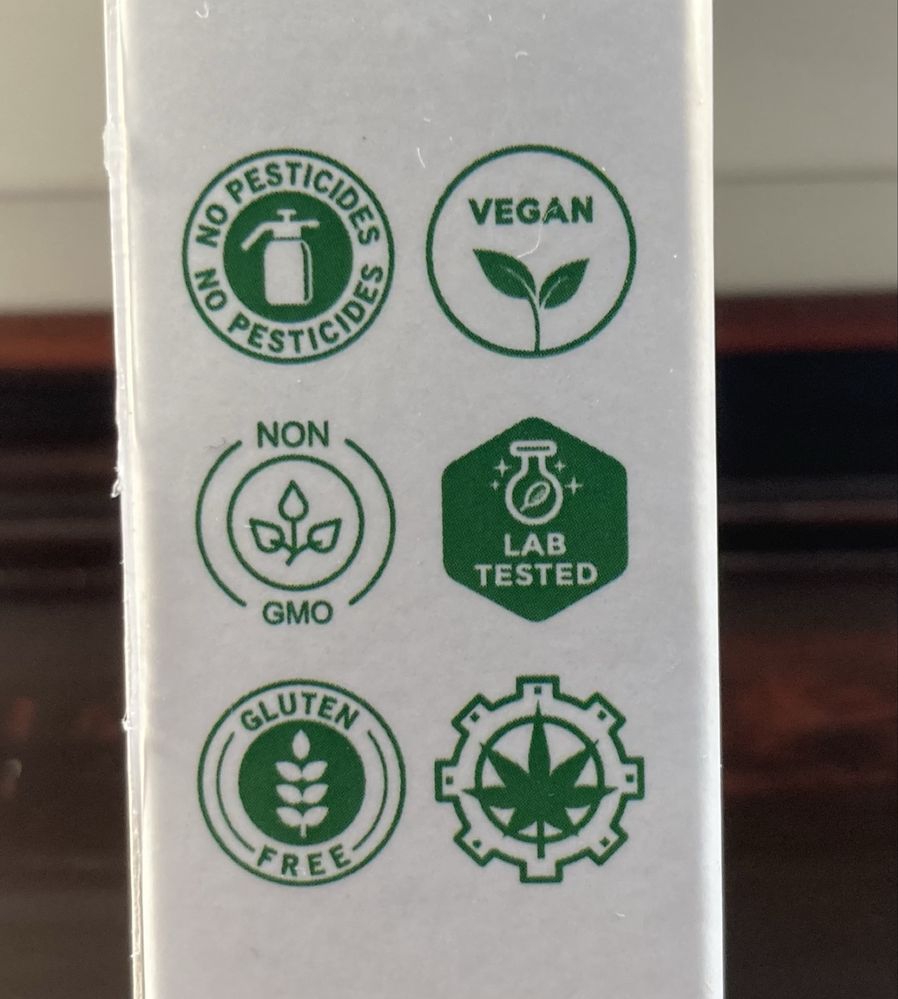 NO PESTICIDES
NO PESTICIDES
VEGAN
NON
GMO
LAB
TESTED
GLUTEN
FREE